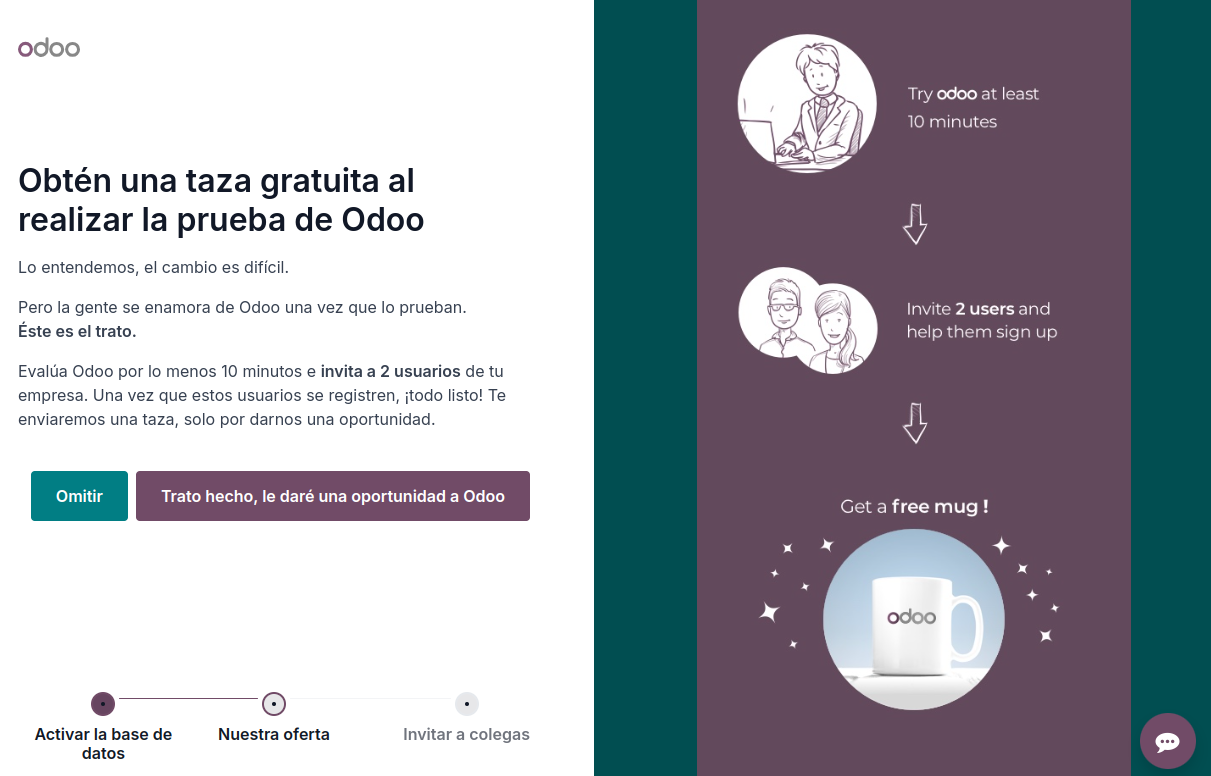 odoo
Obtén una taza gratuita al
realizar la prueba de Odoo
Lo entendemos, el cambio es difícil.
Pero la gente se enamora de Odoo una vez que lo prueban.
Éste es el trato.
Evalúa Odoo por lo menos 10 minutos e invita a 2 usuarios de tu
empresa. Una vez que estos usuarios se registren, ¡todo listo! Te
enviaremos una taza, solo por darnos una oportunidad.
Omitir
Trato hecho, le daré una oportunidad a Odoo
Activar la base de
datos
Nuestra oferta
Invitar a colegas
Try odoo at least
10 minutes
Invite 2 users and
help them sign up
Get a free mug !
odoo